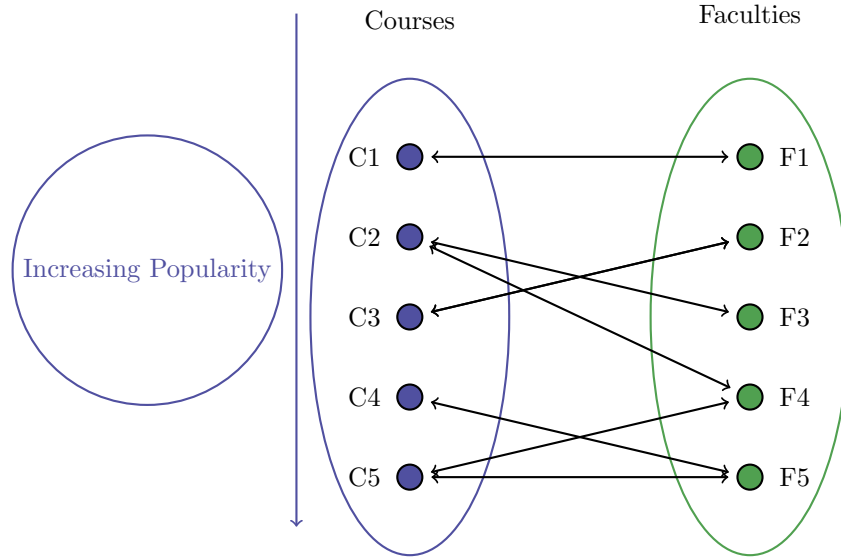 Courses
Faculties
Increasing Popularity
C1
F1
C2
F2
C3
F3
C4
F4
C5
F5